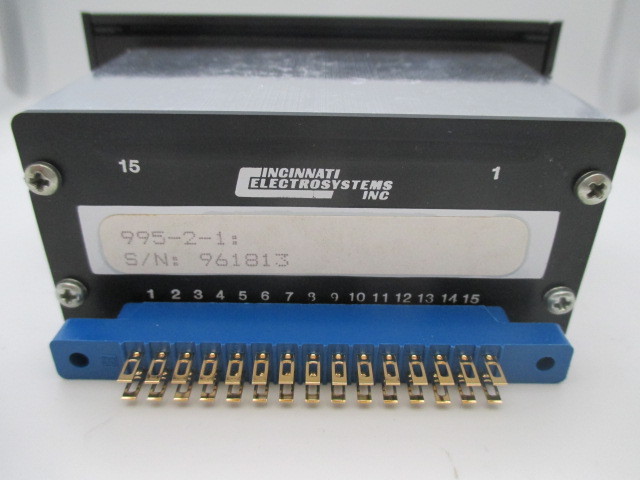 15 1
CINCINNATI
ELECTROSYSTEMS
INC
995-2-1:
S/N: 961813
1 2 3 4 5 6 7 8 9 10 11 12 13 14 15